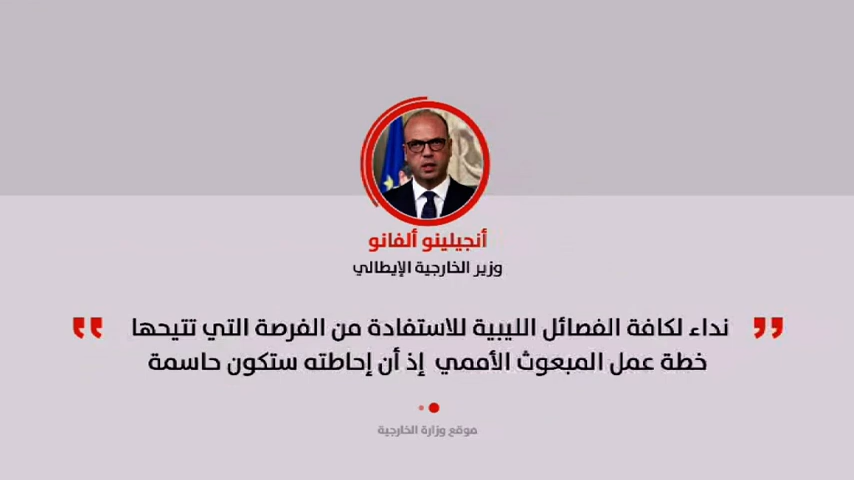 أنجيلينو ألفانو
وزير الخارجية الإيطالي
نداء لكافة الفصائل الليبية للاستفادة من الفرصة التي تتيحها
خطة عمل المبعوث الأممي إذ أن إحاطته ستكون حاسمة
موقع وزارة الخارجية